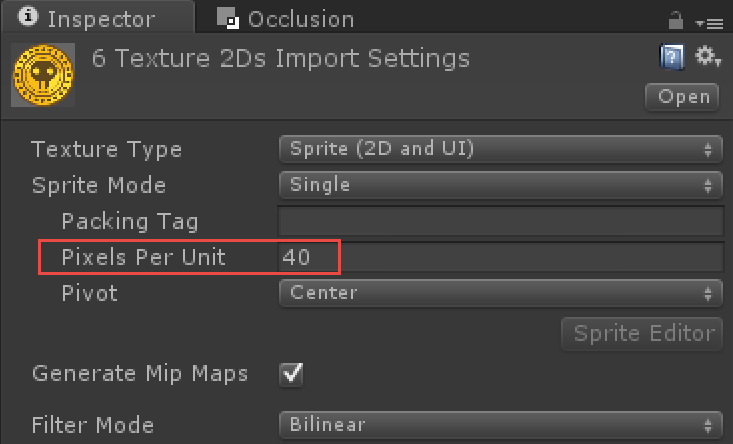 Inspector Occlusion
6 Texture 2Ds Import Settings
Open
Texture Type Sprite (2D and UI)
Sprite Mode Single
Packing Tag
Pixels Per Unit 40
Pivot Center
Sprite Editor
Generate Mip Maps
Filter Mode Bilinear